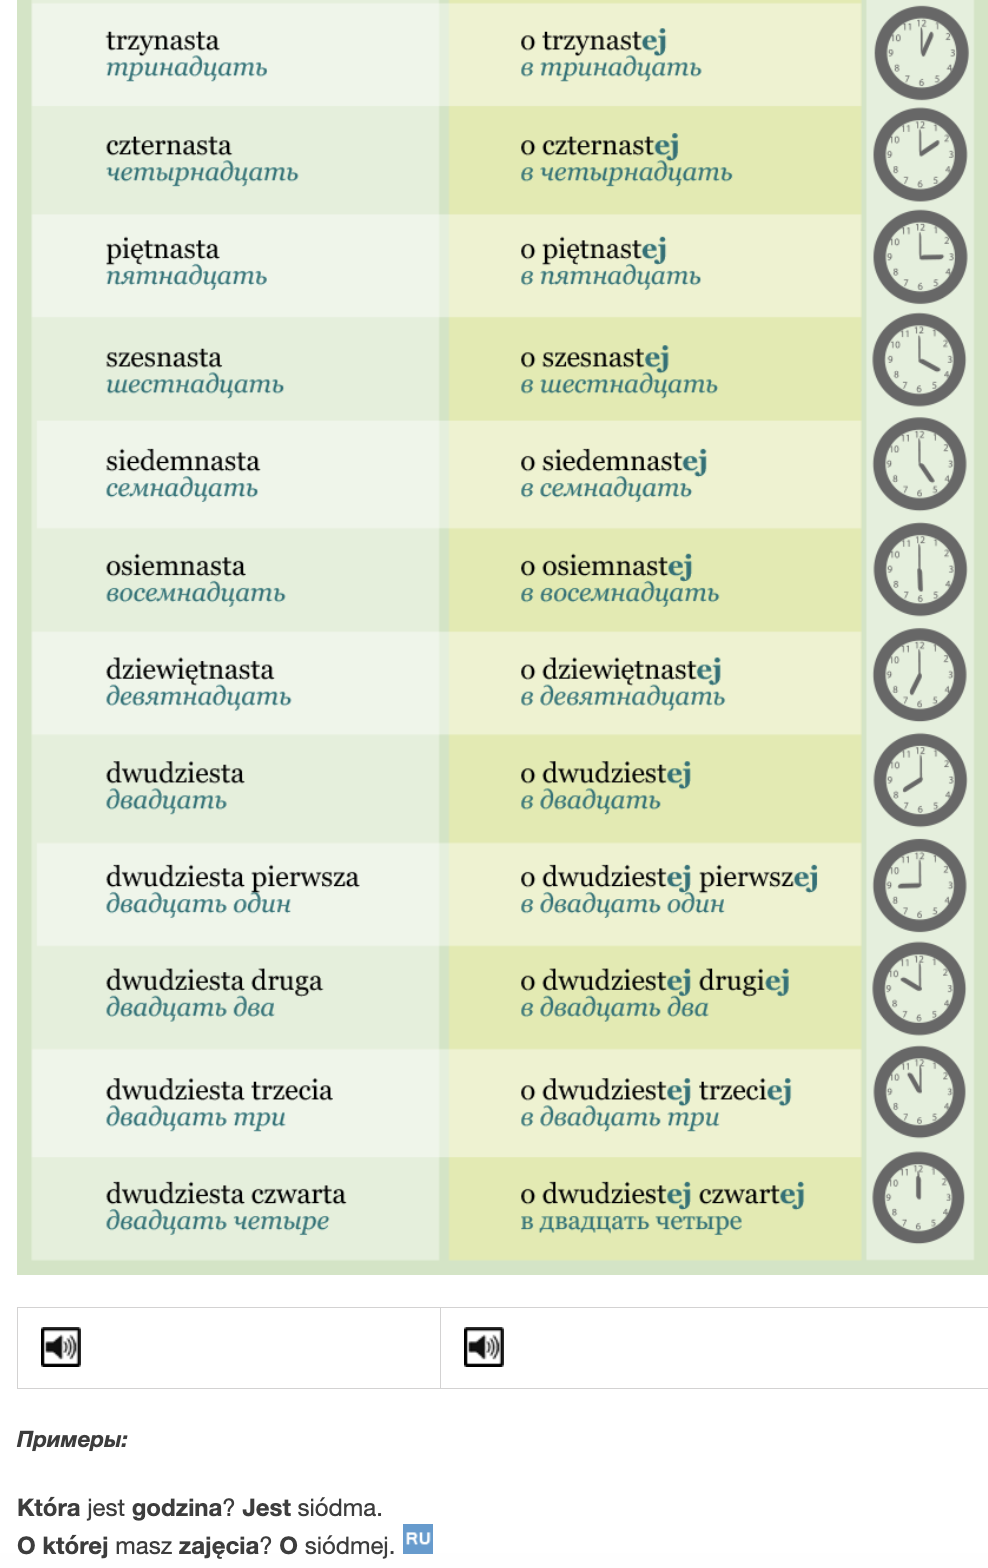 trzynasta
тринадцать
o trzynastej
в тринадцать
czternasta
четырнадцать
o czternastej
в четырнадцать
piętnasta
пятнадцать
o piętnastej
в пятнадцать
szesnasta
шестнадцать
o szesnastej
в шестнадцать
siedemnasta
семнадцать
o siedemnastej
в семнадцать
osiemnasta
восемнадцать
o osiemnastej
в восемнадцать
dziewiętnasta
девятнадцать
o dziewiętnastej
в девятнадцать
dwudziesta
двадцать
o dwudziestej
в двадцать
dwudziesta pierwsza
двадцать один
o dwudziestej pierwszej
в двадцать один
dwudziesta druga
двадцать два
o dwudziestej drugiej
в двадцать два
dwudziesta trzecia
двадцать три
o dwudziestej trzeciej
в двадцать три
dwudziesta czwarta
двадцать четыре
o dwudziestej czwartej
в двадцать четыре
Примеры:
Która jest godzina? Jest siódma.
O której masz zajęcia? O siódmej. RU